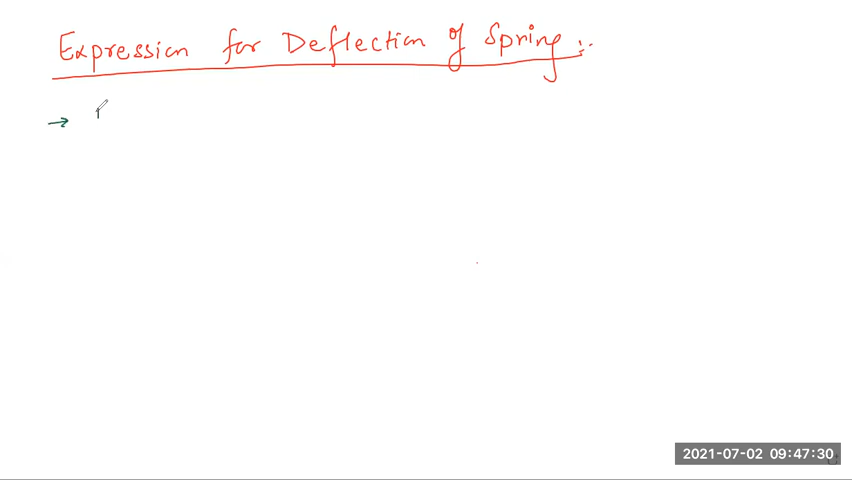 Expression for Deflection of Spring :-
→
2021-07-02 09:47:30